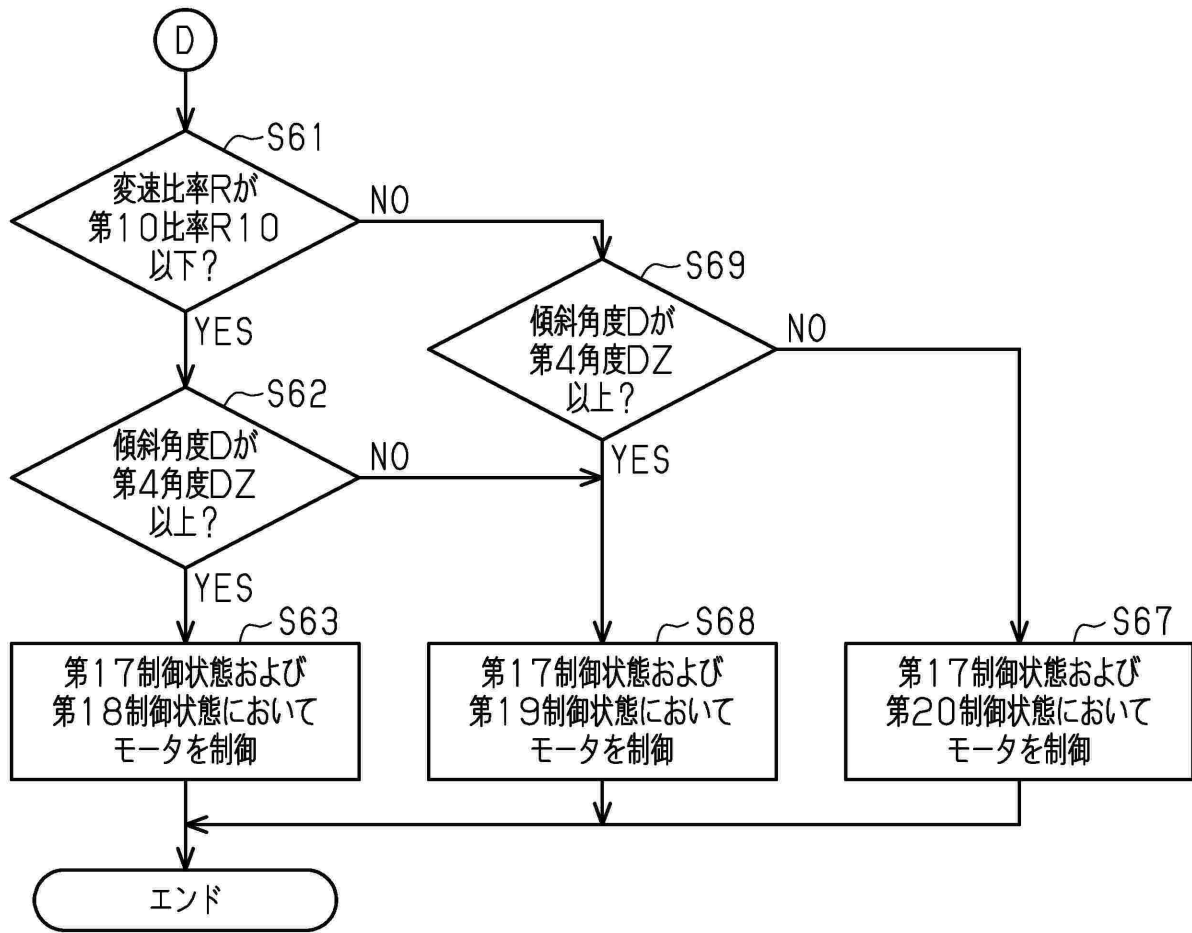 D
S61
変速比率Rが
第10比率R10
以下?
NO
YES
S69
傾斜角度Dが
第4角度DZ
以上?
NO
YES
S62
傾斜角度Dが
第4角度DZ
以上?
NO
YES
S63
第17制御状態および
第18制御状態において
モータを制御
S68
第17制御状態および
第19制御状態において
モータを制御
S67
第17制御状態および
第20制御状態において
モータを制御
エンド